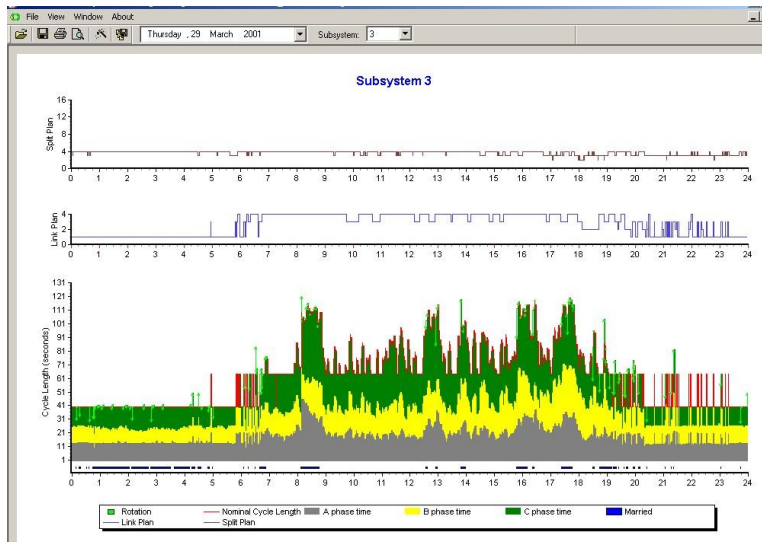 File View Window About
Thursday , 29 March 2001 Subsystem: 3
Subsystem 3
Split Plan
16
12
8
4
0
0 1 2 3 4 5 6 7 8 9 10 11 12 13 14 15 16 17 18 19 20 21 22 23 24
Link Plan
4
2
0
0 1 2 3 4 5 6 7 8 9 10 11 12 13 14 15 16 17 18 19 20 21 22 23 24
Cycle Length (seconds)
131
121
111
101
91
81
71
61
51
41
31
21
11
1
0 1 2 3 4 5 6 7 8 9 10 11 12 13 14 15 16 17 18 19 20 21 22 23 24
Rotation Nominal Cycle Length A phase time B phase time C phase time Married
Link Plan Split Plan